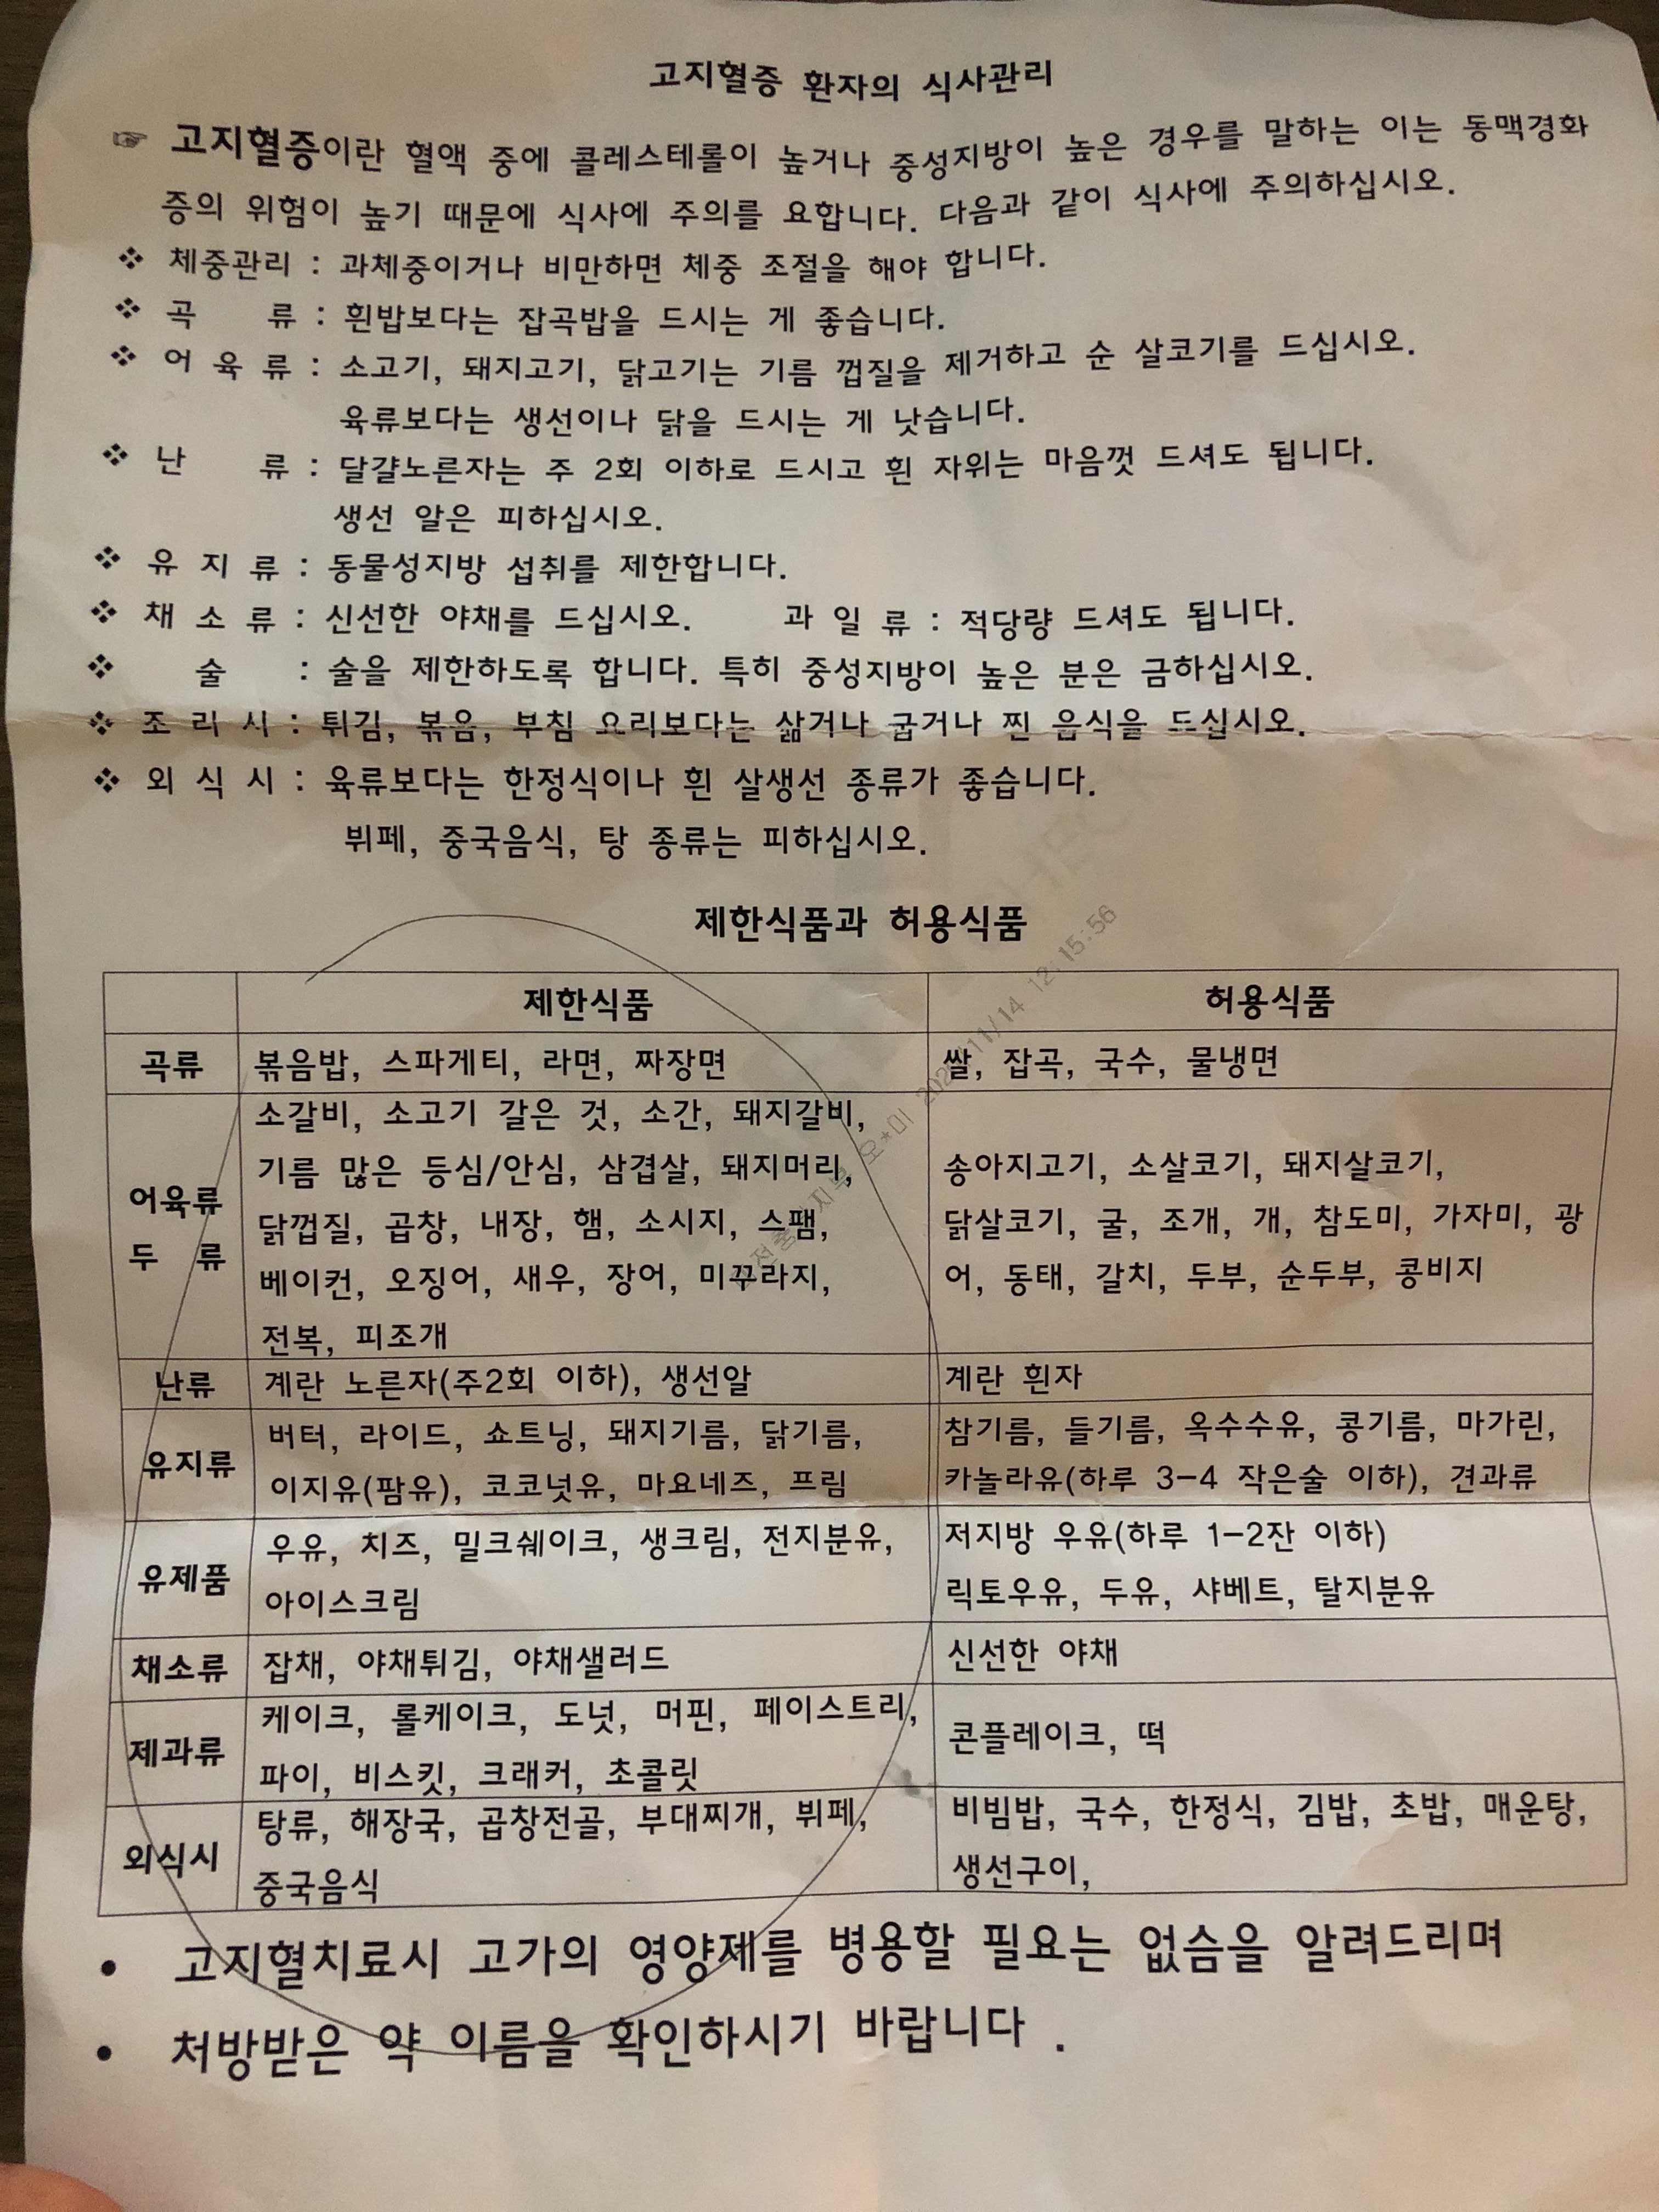 고지혈증 환자의 식사관리
☞ 고지혈증이란 혈액 중에 콜레스테롤이 높거나 중성지방이 높은 경우를 말하는 이는 동맥경화
증의 위험이 높기 때문에 식사에 주의를 요합니다. 다음과 같이 식사에 주의하십시오.
❖ 체중관리 : 과체중이거나 비만하면 체중 조절을 해야 합니다.
❖ 곡 류 : 흰밥보다는 잡곡밥을 드시는 게 좋습니다.
❖ 어 육 류 : 소고기, 돼지고기, 닭고기는 기름 껍질을 제거하고 순 살코기를 드십시오.
육류보다는 생선이나 닭을 드시는 게 낫습니다.
❖ 난 류 : 달걀노른자는 주 2회 이하로 드시고 흰 자위는 마음껏 드셔도 됩니다.
생선 알은 피하십시오.
❖ 유 지 류 : 동물성지방 섭취를 제한합니다.
❖ 채 소 류 : 신선한 야채를 드십시오. 과 일 류 : 적당량 드셔도 됩니다.
❖ 술 : 술을 제한하도록 합니다. 특히 중성지방이 높은 분은 금하십시오.
❖ 조 리 시 : 튀김, 볶음, 부침 요리보다는 삶거나 굽거나 찐 음식을 드십시오.
❖ 외 식 시 : 육류보다는 한정식이나 흰 살생선 종류가 좋습니다.
뷔페, 중국음식, 탕 종류는 피하십시오.
제한식품과 허용식품
제한식품 허용식품
곡류 볶음밥, 스파게티, 라면, 짜장면 쌀, 잡곡, 국수, 물냉면
어육류
두 류
소갈비, 소고기 갈은 것, 소간, 돼지갈비,
기름 많은 등심/안심, 삼겹살, 돼지머리,
닭껍질, 곱창, 내장, 햄, 소시지, 스팸,
베이컨, 오징어, 새우, 장어, 미꾸라지,
전복, 피조개
송아지고기, 소살코기, 돼지살코기,
닭살코기, 굴, 조개, 개, 참도미, 가자미, 광
어, 동태, 갈치, 두부, 순두부, 콩비지
난류 계란 노른자(주2회 이하), 생선알 계란 흰자
유지류
버터, 라이드, 쇼트닝, 돼지기름, 닭기름,
이지유(팜유), 코코넛유, 마요네즈, 프림
참기름, 들기름, 옥수수유, 콩기름, 마가린,
카놀라유(하루 3-4 작은술 이하), 견과류
유제품
우유, 치즈, 밀크쉐이크, 생크림, 전지분유,
아이스크림
저지방 우유(하루 1-2잔 이하)
릭토우유, 두유, 샤베트, 탈지분유
채소류 잡채, 야채튀김, 야채샐러드 신선한 야채
제과류
케이크, 롤케이크, 도넛, 머핀, 페이스트리,
파이, 비스킷, 크래커, 초콜릿
콘플레이크, 떡
외식시
탕류, 해장국, 곱창전골, 부대찌개, 뷔페,
중국음식
비빔밥, 국수, 한정식, 김밥, 초밥, 매운탕,
생선구이,
• 고지혈치료시 고가의 영양제를 병용할 필요는 없슴을 알려드리며
• 처방받은 약 이름을 확인하시기 바랍니다 .
오*미
11/14 12:15:56